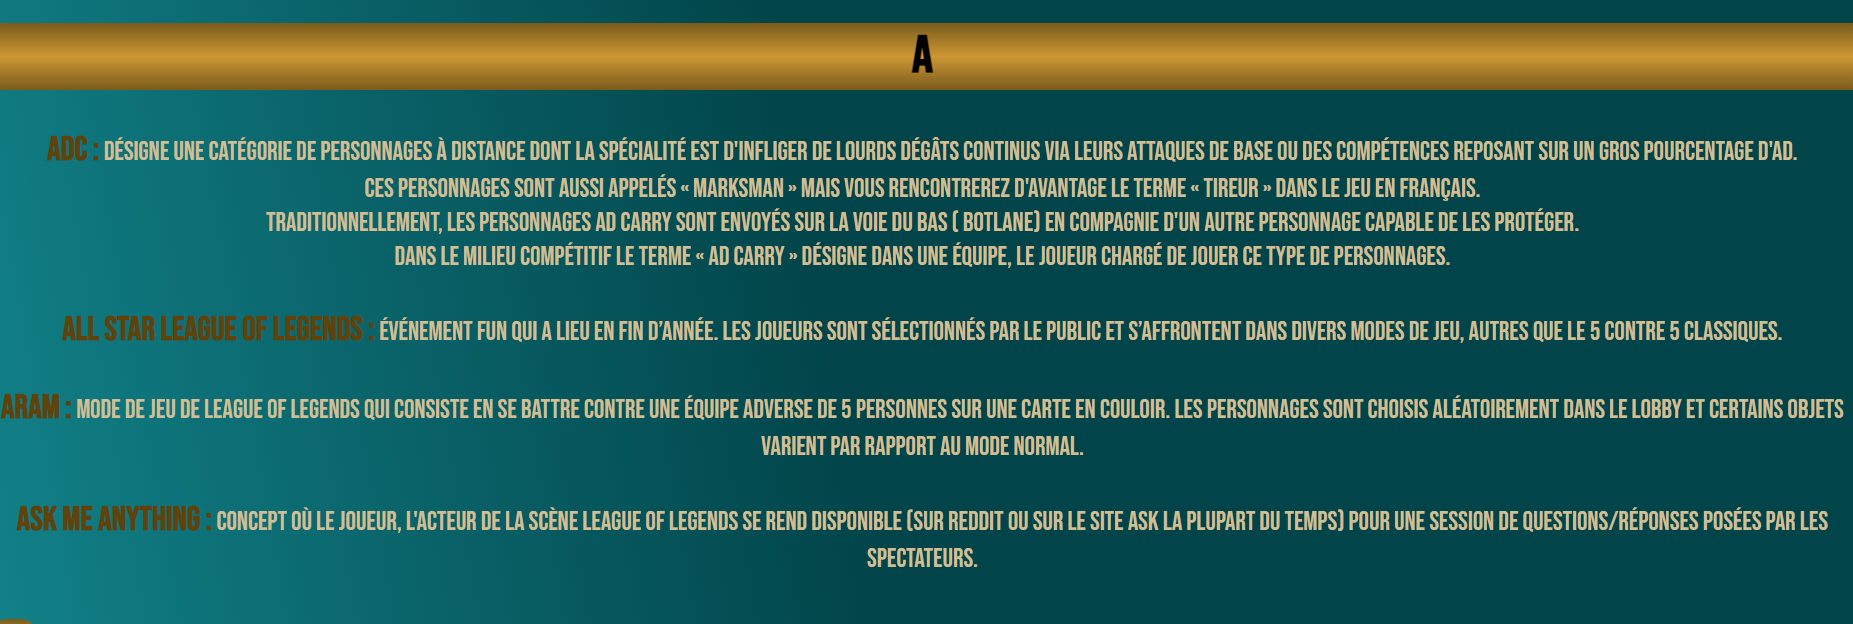 A
ADC : DÉSIGNE UNE CATÉGORIE DE PERSONNAGES À DISTANCE DONT LA SPÉCIALITÉ EST D'INFLIGER DE LOURDS DÉGÂTS CONTINUS VIA LEURS ATTAQUES DE BASE OU DES COMPÉTENCES REPOSANT SUR UN GROS POURCENTAGE D'AD.
CES PERSONNAGES SONT AUSSI APPELÉS « MARKSMAN » MAIS VOUS RENCONTREREZ D'AVANTAGE LE TERME « TIREUR » DANS LE JEU EN FRANÇAIS.
TRADITIONNELLEMENT, LES PERSONNAGES AD CARRY SONT ENVOYÉS SUR LA VOIE DU BAS ( BOTLANE) EN COMPAGNIE D'UN AUTRE PERSONNAGE CAPABLE DE LES PROTÉGER.
DANS LE MILIEU COMPÉTITIF LE TERME « AD CARRY » DÉSIGNE DANS UNE ÉQUIPE, LE JOUEUR CHARGÉ DE JOUER CE TYPE DE PERSONNAGES.
ALL STAR LEAGUE OF LEGENDS : ÉVÉNEMENT FUN QUI A LIEU EN FIN D’ANNÉE. LES JOUEURS SONT SÉLECTIONNÉS PAR LE PUBLIC ET S’AFFRONTENT DANS DIVERS MODES DE JEU, AUTRES QUE LE 5 CONTRE 5 CLASSIQUES.
ARAM : MODE DE JEU DE LEAGUE OF LEGENDS QUI CONSISTE EN SE BATTRE CONTRE UNE ÉQUIPE ADVERSE DE 5 PERSONNES SUR UNE CARTE EN COULOIR. LES PERSONNAGES SONT CHOISIS ALÉATOIREMENT DANS LE LOBBY ET CERTAINS OBJETS
VARIENT PAR RAPPORT AU MODE NORMAL.
ASK ME ANYTHING : CONCEPT OÙ LE JOUEUR, L'ACTEUR DE LA SCÈNE LEAGUE OF LEGENDS SE REND DISPONIBLE (SUR REDDIT OU SUR LE SITE ASK LA PLUPART DU TEMPS) POUR UNE SESSION DE QUESTIONS/RÉPONSES POSÉES PAR LES
SPECTATEURS.